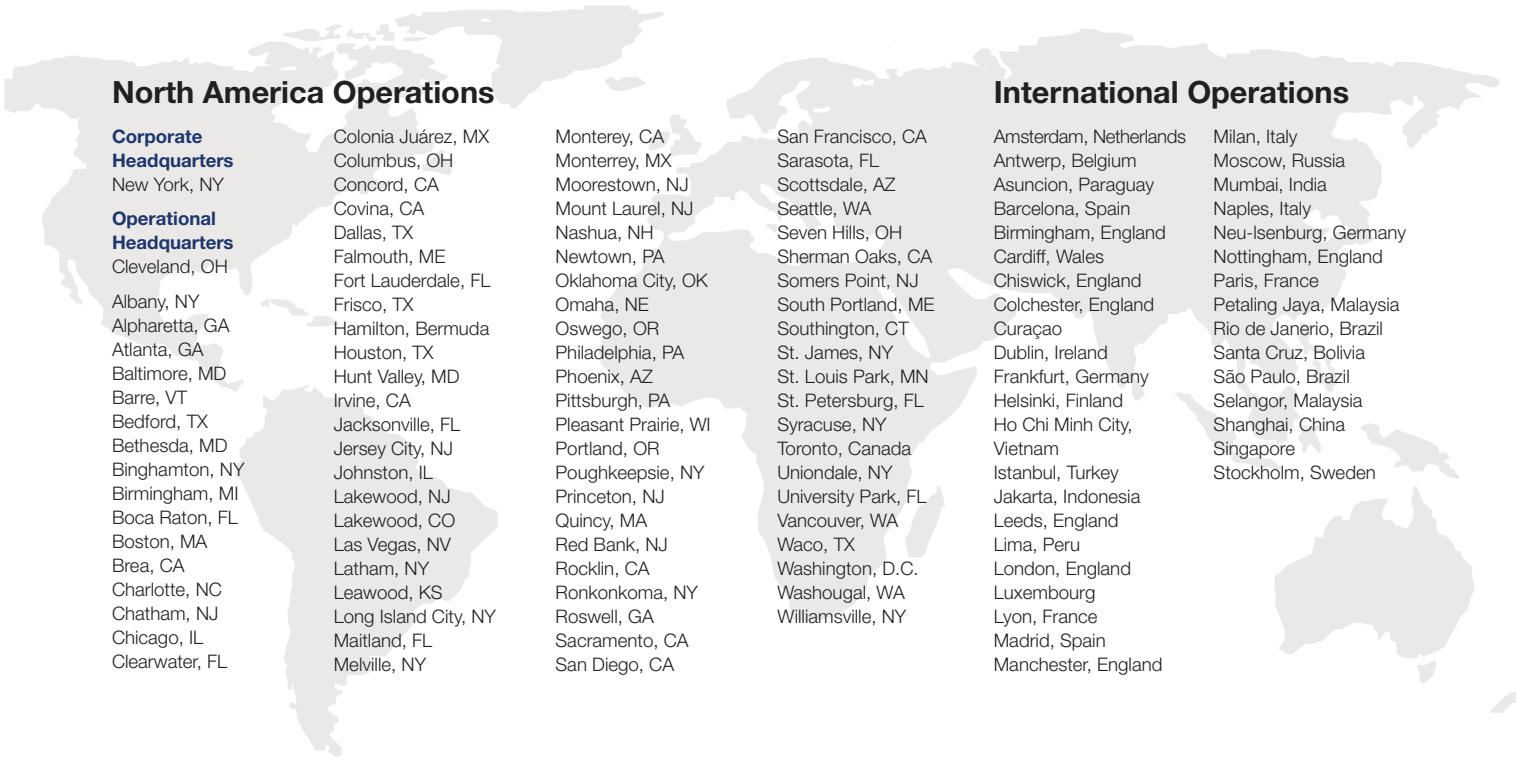 North America Operations
Corporate
Headquarters
New York, NY
Operational
Headquarters
Cleveland, OH
Albany, NY
Alpharetta, GA
Atlanta, GA
Baltimore, MD
Barre, VT
Bedford, TX
Bethesda, MD
Binghamton, NY
Birmingham, MI
Boca Raton, FL
Boston, MA
Brea, CA
Charlotte, NC
Chatham, NJ
Chicago, IL
Clearwater, FL
Colonia Juárez, MX
Columbus, OH
Concord, CA
Covina, CA
Dallas, TX
Falmouth, ME
Fort Lauderdale, FL
Frisco, TX
Hamilton, Bermuda
Houston, TX
Hunt Valley, MD
Irvine, CA
Jacksonville, FL
Jersey City, NJ
Johnston, IL
Lakewood, NJ
Lakewood, CO
Las Vegas, NV
Latham, NY
Leawood, KS
Long Island City, NY
Maitland, FL
Melville, NY
Monterey, CA
Monterrey, MX
Moorestown, NJ
Mount Laurel, NJ
Nashua, NH
Newtown, PA
Oklahoma City, OK
Omaha, NE
Oswego, OR
Philadelphia, PA
Phoenix, AZ
Pittsburgh, PA
Pleasant Prairie, WI
Portland, OR
Poughkeepsie, NY
Princeton, NJ
Quincy, MA
Red Bank, NJ
Rocklin, CA
Ronkonkoma, NY
Roswell, GA
Sacramento, CA
San Diego, CA
San Francisco, CA
Sarasota, FL
Scottsdale, AZ
Seattle, WA
Seven Hills, OH
Sherman Oaks, CA
Somers Point, NJ
South Portland, ME
Southington, CT
St. James, NY
St. Louis Park, MN
St. Petersburg, FL
Syracuse, NY
Toronto, Canada
Uniondale, NY
University Park, FL
Vancouver, WA
Waco, TX
Washington, D.C.
Washougal, WA
Williamsville, NY
International Operations
Amsterdam, Netherlands
Antwerp, Belgium
Asuncion, Paraguay
Barcelona, Spain
Birmingham, England
Cardiff, Wales
Chiswick, England
Colchester, England
Curaçao
Dublin, Ireland
Frankfurt, Germany
Helsinki, Finland
Ho Chi Minh City,
Vietnam
Istanbul, Turkey
Jakarta, Indonesia
Leeds, England
Lima, Peru
London, England
Luxembourg
Lyon, France
Madrid, Spain
Manchester, England
Milan, Italy
Moscow, Russia
Mumbai, India
Naples, Italy
Neu-Isenburg, Germany
Nottingham, England
Paris, France
Petaling Jaya, Malaysia
Rio de Janerio, Brazil
Santa Cruz, Bolivia
São Paulo, Brazil
Selangor, Malaysia
Shanghai, China
Singapore
Stockholm, Sweden